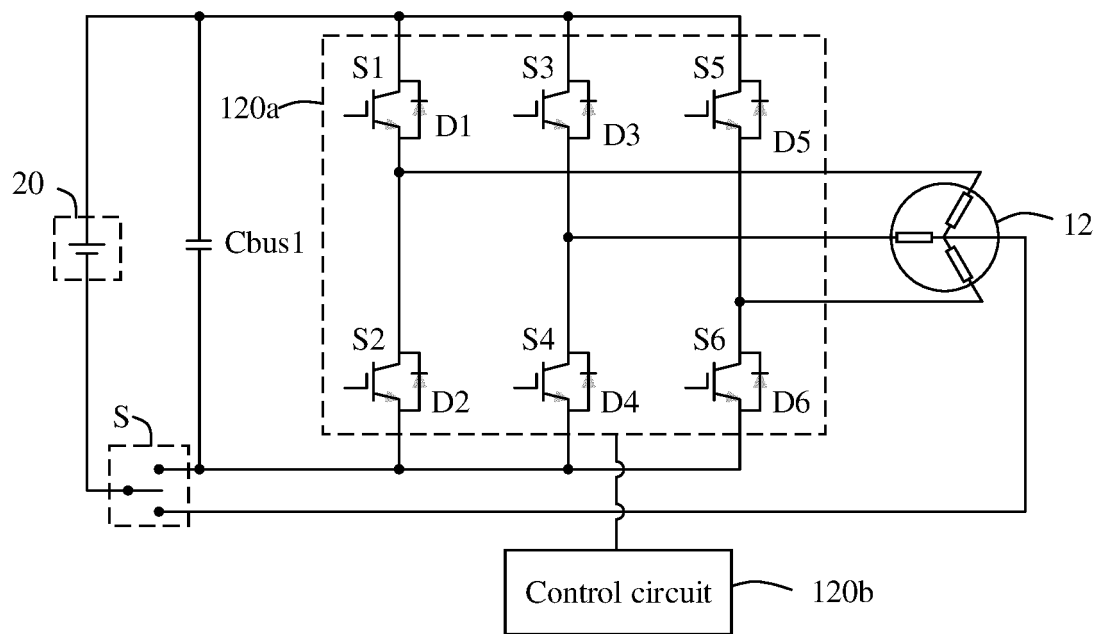 S1
S3
S5
120a
D1
D3
D5
20
12
Cbus1
S2
S4
S6
D2
D4
D6
S
Control circuit
120b